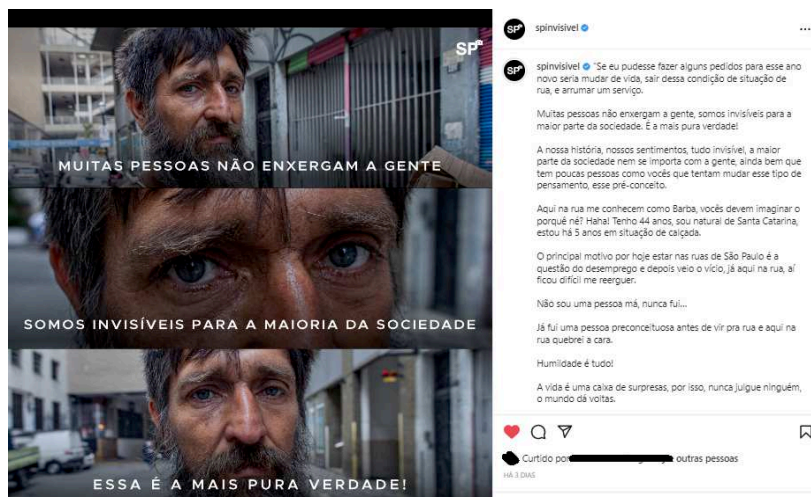 SP
MUITAS PESSOAS NÃO ENXERGAM A GENTE
SOMOS INVISÍVEIS PARA A MAIORIA DA SOCIEDADE
ESSA É A MAIS PURA VERDADE!
SP
spinvisivel
...
SP
spinvisivel "Se eu pudesse fazer alguns pedidos para esse ano
novo seria mudar de vida, sair dessa condição de situação de
rua, e arrumar um serviço.
Muitas pessoas não enxergam a gente, somos invisíveis para a
maior parte da sociedade. É a mais pura verdade!
A nossa história, nossos sentimentos, tudo invisível, a maior
parte da sociedade nem se importa com a gente, ainda bem que
tem poucas pessoas como vocês que tentam mudar esse tipo de
pensamento, esse pré-conceito.
Aqui na rua me conhecem como Barba, vocês devem imaginar o
porquê né? Haha! Tenho 44 anos, sou natural de Santa Catarina,
estou há 5 anos em situação de calçada.
O principal motivo por hoje estar nas ruas de São Paulo é a
questão do desemprego e depois veio o vício, já aqui na rua, aí
ficou difícil me reerguer.
Não sou uma pessoa má, nunca fui...
Já fui uma pessoa preconceituosa antes de vir pra rua e aqui na
rua quebrei a cara.
Humildade é tudo!
A vida é uma caixa de surpresas, por isso, nunca julgue ninguém,
o mundo dá voltas.
Curtido por outras pessoas
HÁ 3 DIAS